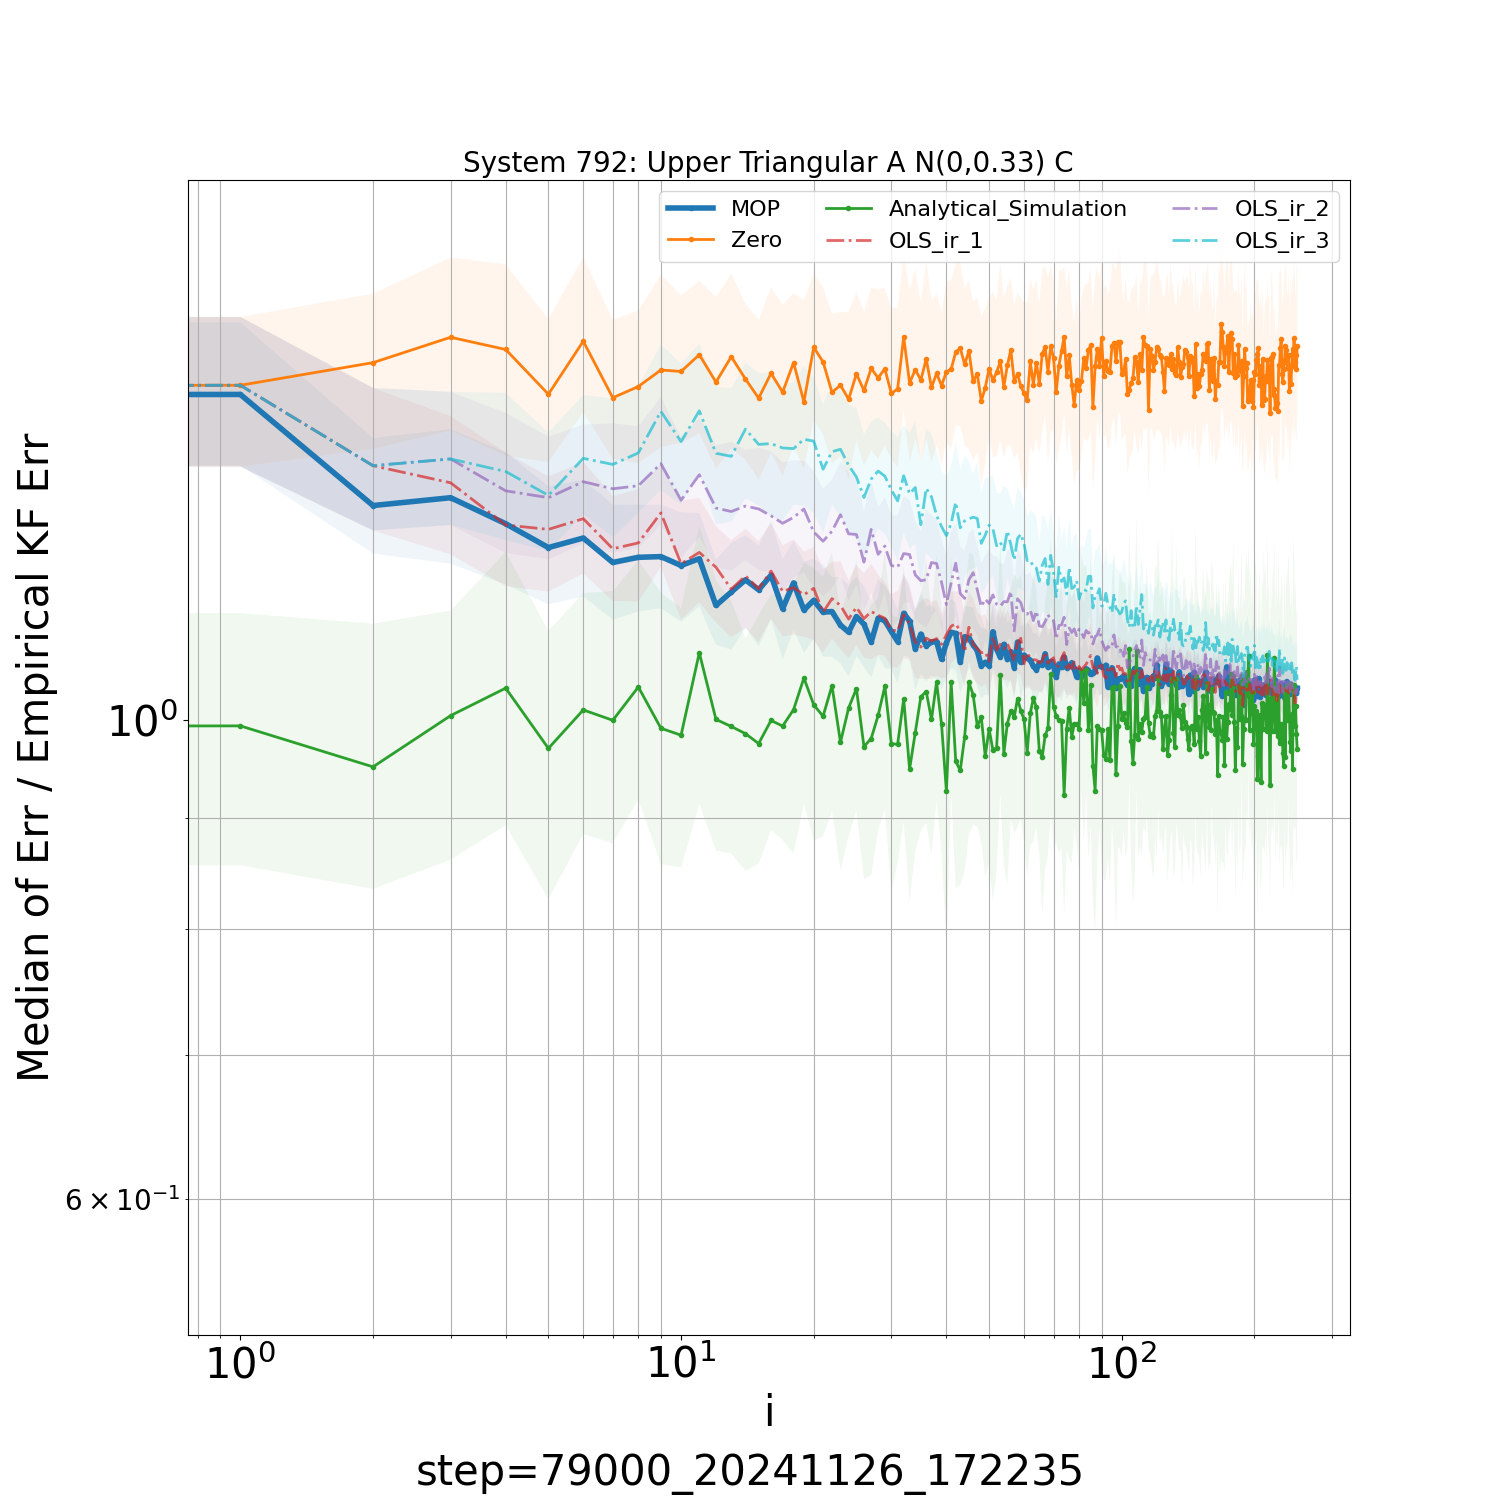 System 792: Upper Triangular A N(0,0.33) C
MOP
Zero
Analytical_Simulation
OLS_ir_1
OLS_ir_2
OLS_ir_3
Median of Err / Empirical KF Err
10⁰
6 × 10⁻¹
10⁰ 10¹ 10²
i
step=79000_20241126_172235